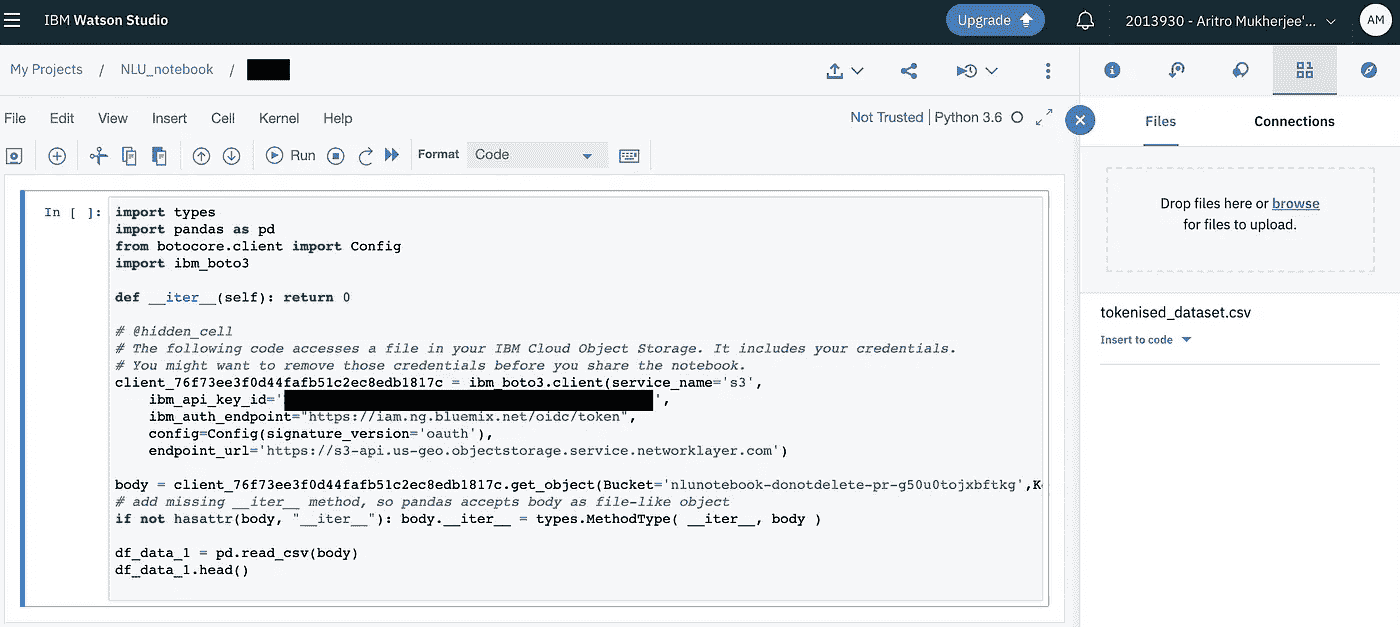 IBM Watson Studio
Upgrade
2013930 - Aritro Mukherjee'...
AM
My Projects / NLU_notebook /
File Edit View Insert Cell Kernel Help
Not Trusted | Python 3.6
Run
Format
Code
Files
Connections
Drop files here or browse
for files to upload.
tokenised_dataset.csv
Insert to code
In [ ]:
import types
import pandas as pd
from botocore.client import Config
import ibm_boto3
def __iter__(self): return 0
# @hidden_cell
# The following code accesses a file in your IBM Cloud Object Storage. It includes your credentials.
# You might want to remove those credentials before you share the notebook.
client_76f73ee3f0d44fafb51c2ec8edb1817c = ibm_boto3.client(service_name='s3',
ibm_api_key_id='',
ibm_auth_endpoint="https://iam.ng.bluemix.net/oidc/token",
config=Config(signature_version='oauth'),
endpoint_url='https://s3-api.us-geo.objectstorage.service.networklayer.com')
body = client_76f73ee3f0d44fafb51c2ec8edb1817c.get_object(Bucket='nlunotebook-donotdelete-pr-g50u0tojxbftkg',K
# add missing __iter__ method, so pandas accepts body as file-like object
if not hasattr(body, "__iter__"): body.__iter__ = types.MethodType( __iter__, body )
df_data_1 = pd.read_csv(body)
df_data_1.head()